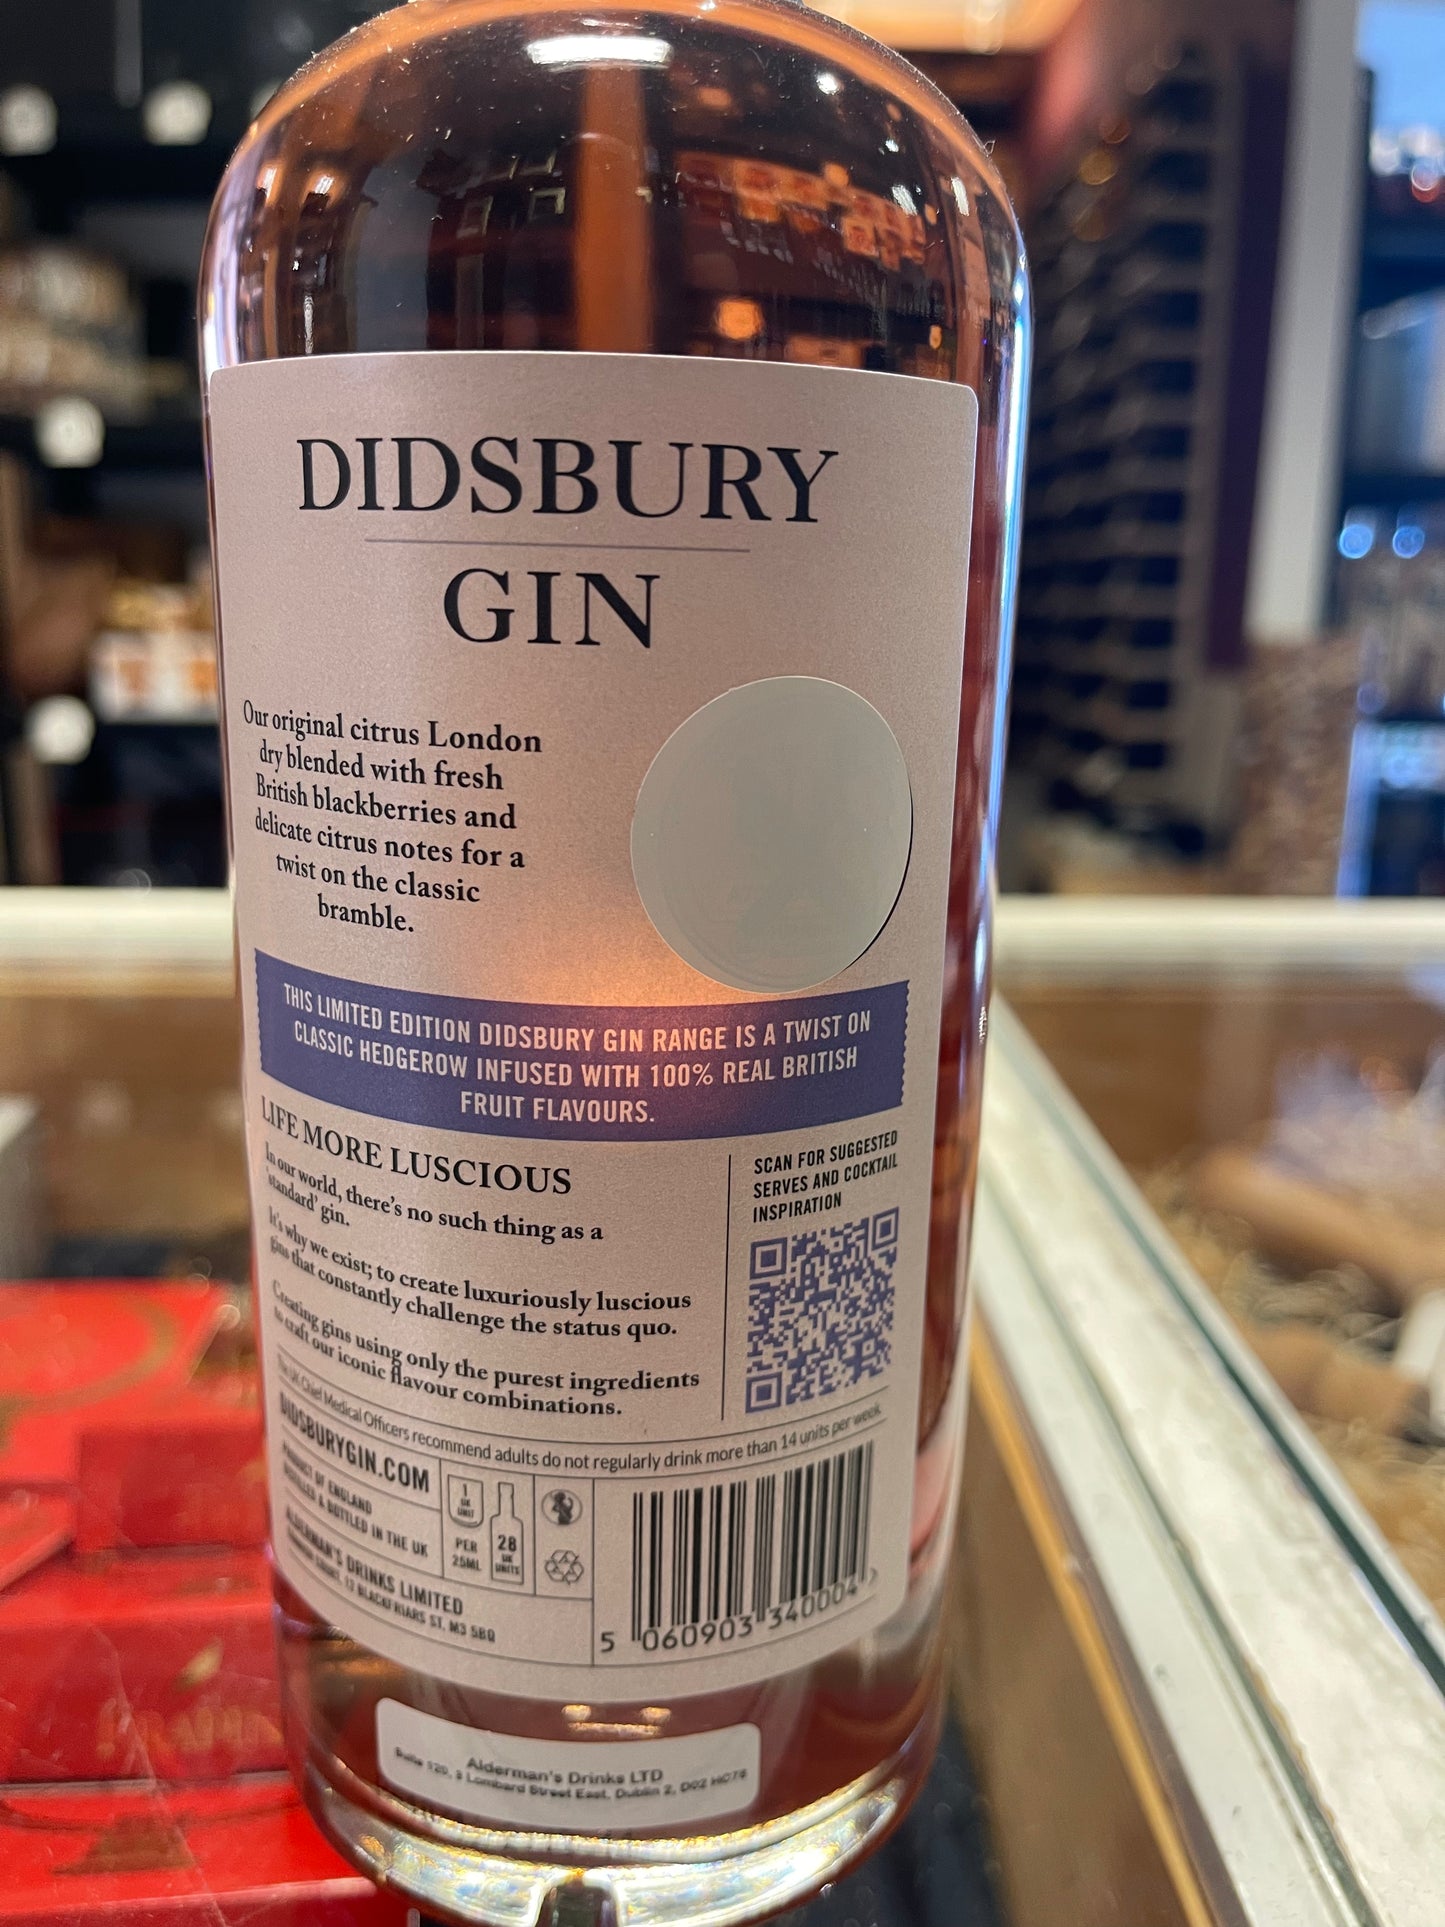 DIDSBURY
GIN
Our original citrus London
dry blended with fresh
British blackberries and
delicate citrus notes for a
twist on the classic
bramble.
THIS LIMITED EDITION DIDSBURY GIN RANGE IS A TWIST ON
CLASSIC HEDGEROW INFUSED WITH 100% REAL BRITISH
FRUIT FLAVOURS.
LIFE MORE LUSCIOUS
In our world, there's no such thing as a
'standard' gin.
It's why we exist; to create luxuriously luscious
gins that constantly challenge the status quo.
Creating gins using only the purest ingredients
to craft our iconic flavour combinations.
SCAN FOR SUGGESTED
SERVES AND COCKTAIL
INSPIRATION
The UK Chief Medical Officers recommend adults do not regularly drink more than 14 units per week.
DIDSBURYGIN.COM
PRODUCT OF ENGLAND
DISTILLED & BOTTLED IN THE UK
ALDERMAN'S DRINKS LIMITED
12 BLACKFRIARS ST, M3 5BQ
1
UK
UNIT
PER
25ML
28
UK
UNITS
5 060903 340004 >
Alderman's Drinks LTD
Suite 120, 3 Lombard Street East, Dublin 2, D02 HC78